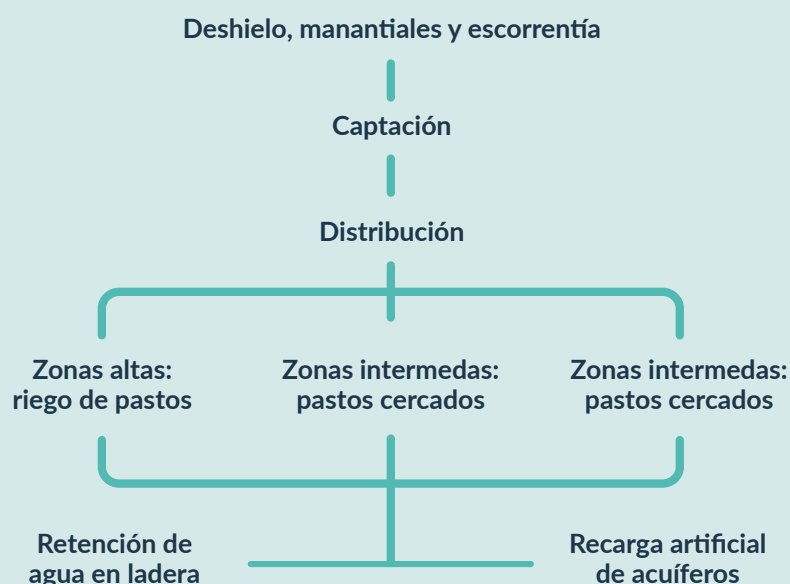 Deshielo, manantiales y escorrentía
Captación
Distribución
Zonas altas:
riego de pastos
Zonas intermedas:
pastos cercados
Zonas intermedas:
pastos cercados
Retención de
agua en ladera
Recarga artificial
de acuíferos